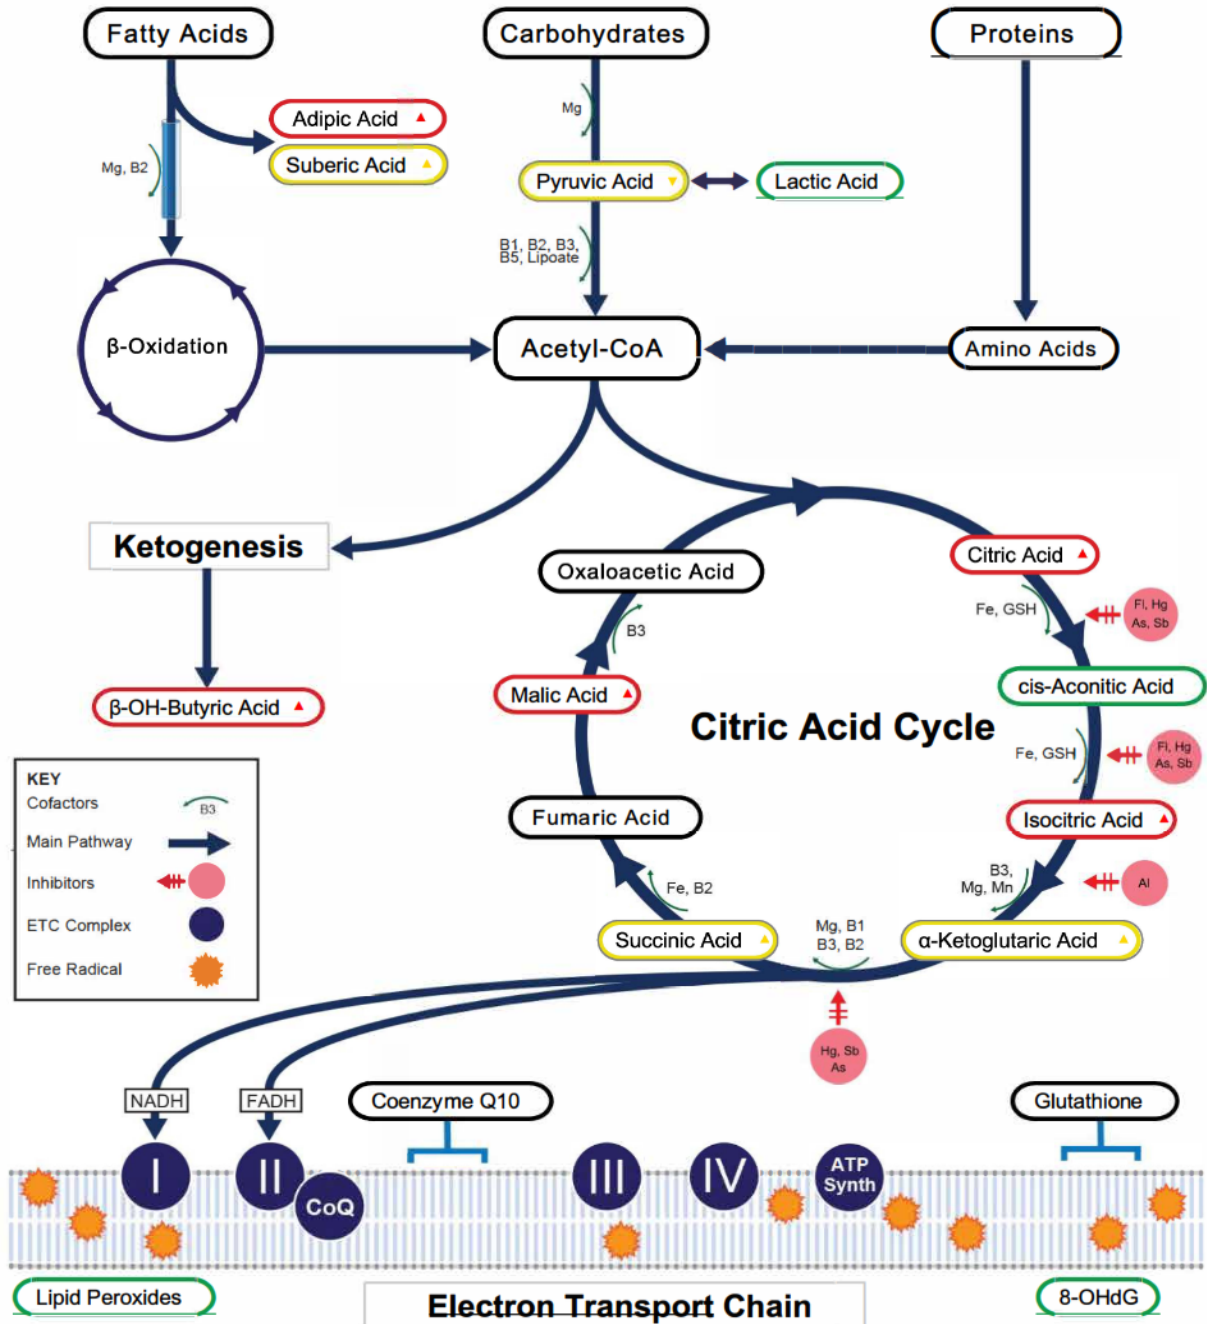 Fatty Acids
Carbohydrates
Proteins
Adipic Acid
Suberic Acid
Mg, B2
Mg
Pyruvic Acid
Lactic Acid
B1, B2, B3,
B5, Lipoate
β-Oxidation
Acetyl-CoA
Amino Acids
Ketogenesis
β-OH-Butyric Acid
Oxaloacetic Acid
Citric Acid
B3
Fe, GSH
Fl, Hg
As, Sb
Malic Acid
cis-Aconitic Acid
Citric Acid Cycle
Fe, GSH
Fl, Hg
As, Sb
Fumaric Acid
Isocitric Acid
Fe, B2
B3,
Mg, Mn
Al
Succinic Acid
Mg, B1
B3, B2
α-Ketoglutaric Acid
Hg, Sb
As
KEY
Cofactors
B3
Main Pathway
Inhibitors
ETC Complex
Free Radical
NADH
FADH
Coenzyme Q10
Glutathione
I
II
CoQ
III
IV
ATP
Synth
Lipid Peroxides
Electron Transport Chain
8-OHdG